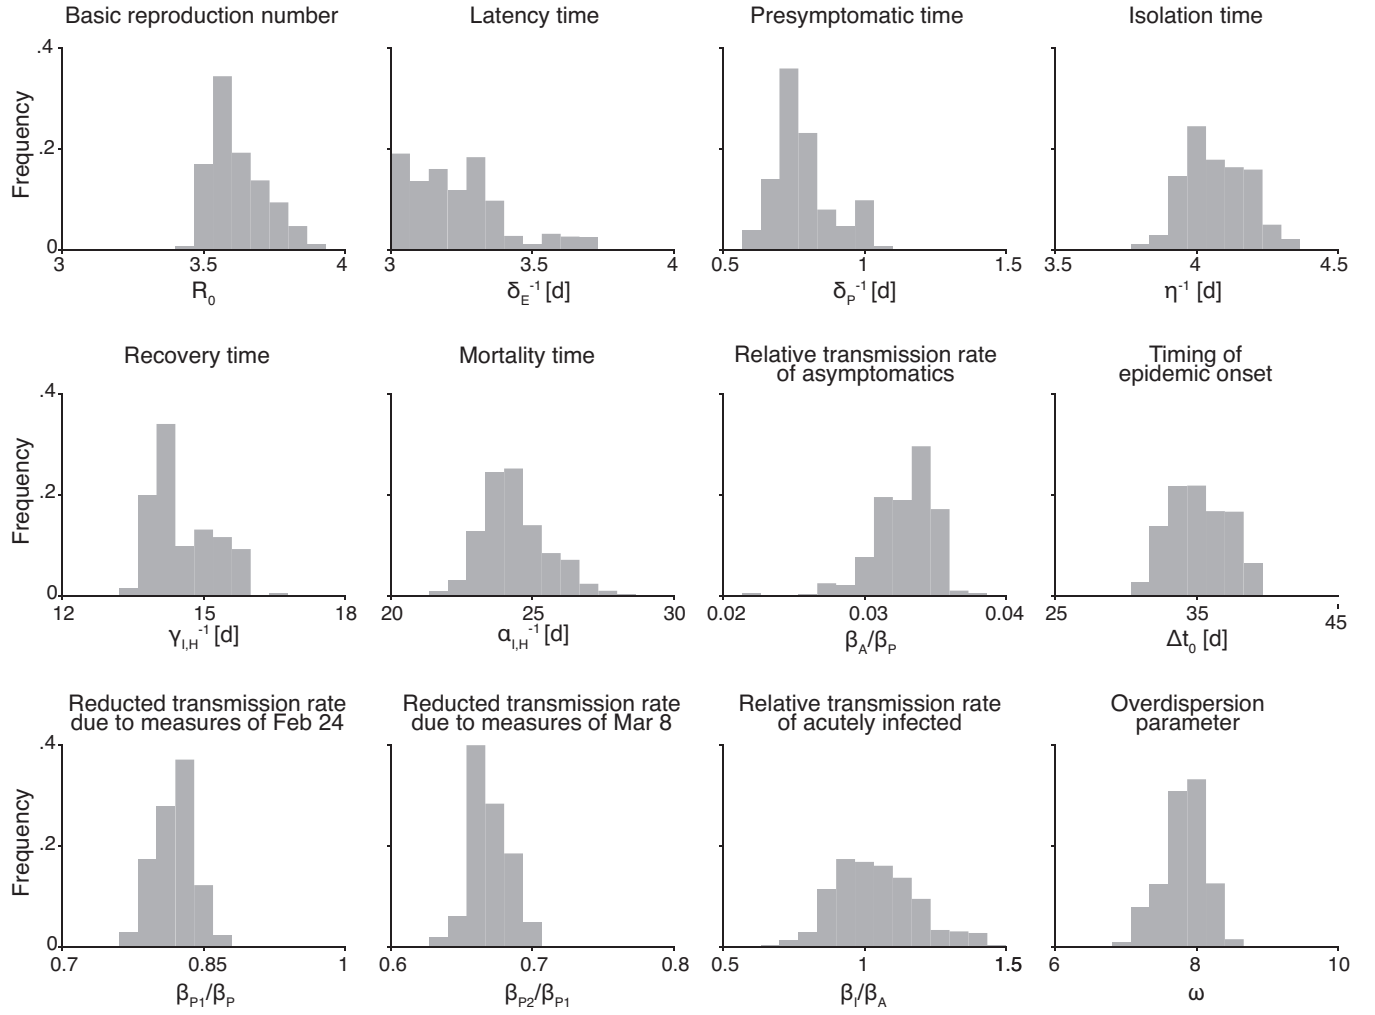 Basic reproduction number
Latency time
Presymptomatic time
Isolation time
Frequency
.4
.2
0
3
3.5
4
R0
3
3.5
4
δE-1 [d]
0.5
1
1.5
δP-1 [d]
3.5
4
4.5
η-1 [d]
Recovery time
Mortality time
Relative transmission rate
of asymptomatics
Timing of
epidemic onset
Frequency
.4
.2
0
12
15
18
γI,H-1 [d]
20
25
30
αI,H-1 [d]
0.02
0.03
0.04
βA/βP
25
35
45
Δt0 [d]
Reducted transmission rate
due to measures of Feb 24
Reducted transmission rate
due to measures of Mar 8
Relative transmission rate
of acutely infected
Overdispersion
parameter
Frequency
.4
.2
0
0.7
0.85
1
βP1/βP
0.6
0.7
0.8
βP2/βP1
0.5
1
1.5
βI/βA
6
8
10
ω